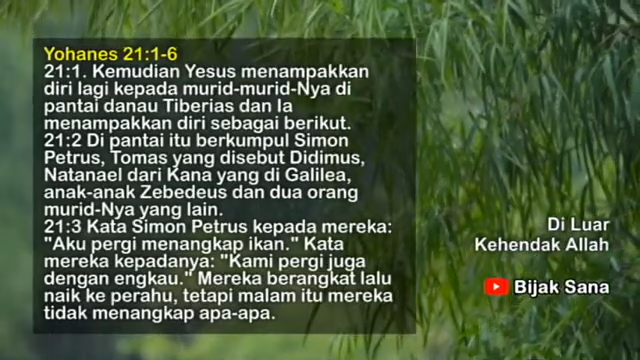 Yohanes 21:1-6
21:1. Kemudian Yesus menampakkan
diri lagi kepada murid-murid-Nya di
pantai danau Tiberias dan Ia
menampakkan diri sebagai berikut.
21:2 Di pantai itu berkumpul Simon
Petrus, Tomas yang disebut Didimus,
Natanael dari Kana yang di Galilea,
anak-anak Zebedeus dan dua orang
murid-Nya yang lain.
21:3 Kata Simon Petrus kepada mereka:
"Aku pergi menangkap ikan." Kata
mereka kepadanya: "Kami pergi juga
dengan engkau." Mereka berangkat lalu
naik ke perahu, tetapi malam itu mereka
tidak menangkap apa-apa.
Di Luar
Kehendak Allah
Bijak Sana